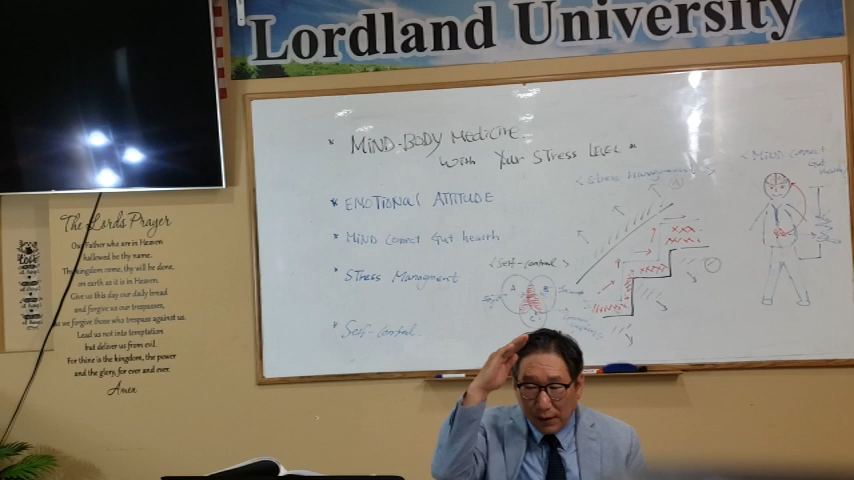 Lordland University
* MiND-BODY Medicine
With Your STress LEVEL *
* EMOTIONAL ATTITUDE
* MiND Connect Gut health
* STress Managment
* Self-control.
< Stress Management >
< Self-control >
A
B
C
< MiND Connect
Gut health
The Lords Prayer
Our Father who are in Heaven
hallowed be thy name.
Thy kingdom come, thy will be done,
on earth as it is in Heaven.
Give us this day our daily bread
and forgive us our trespasses,
as we forgive those who trespass against us.
Lead us not into temptation
but deliver us from evil.
For thine is the kingdom, the power
and the glory, for ever and ever.
Amen